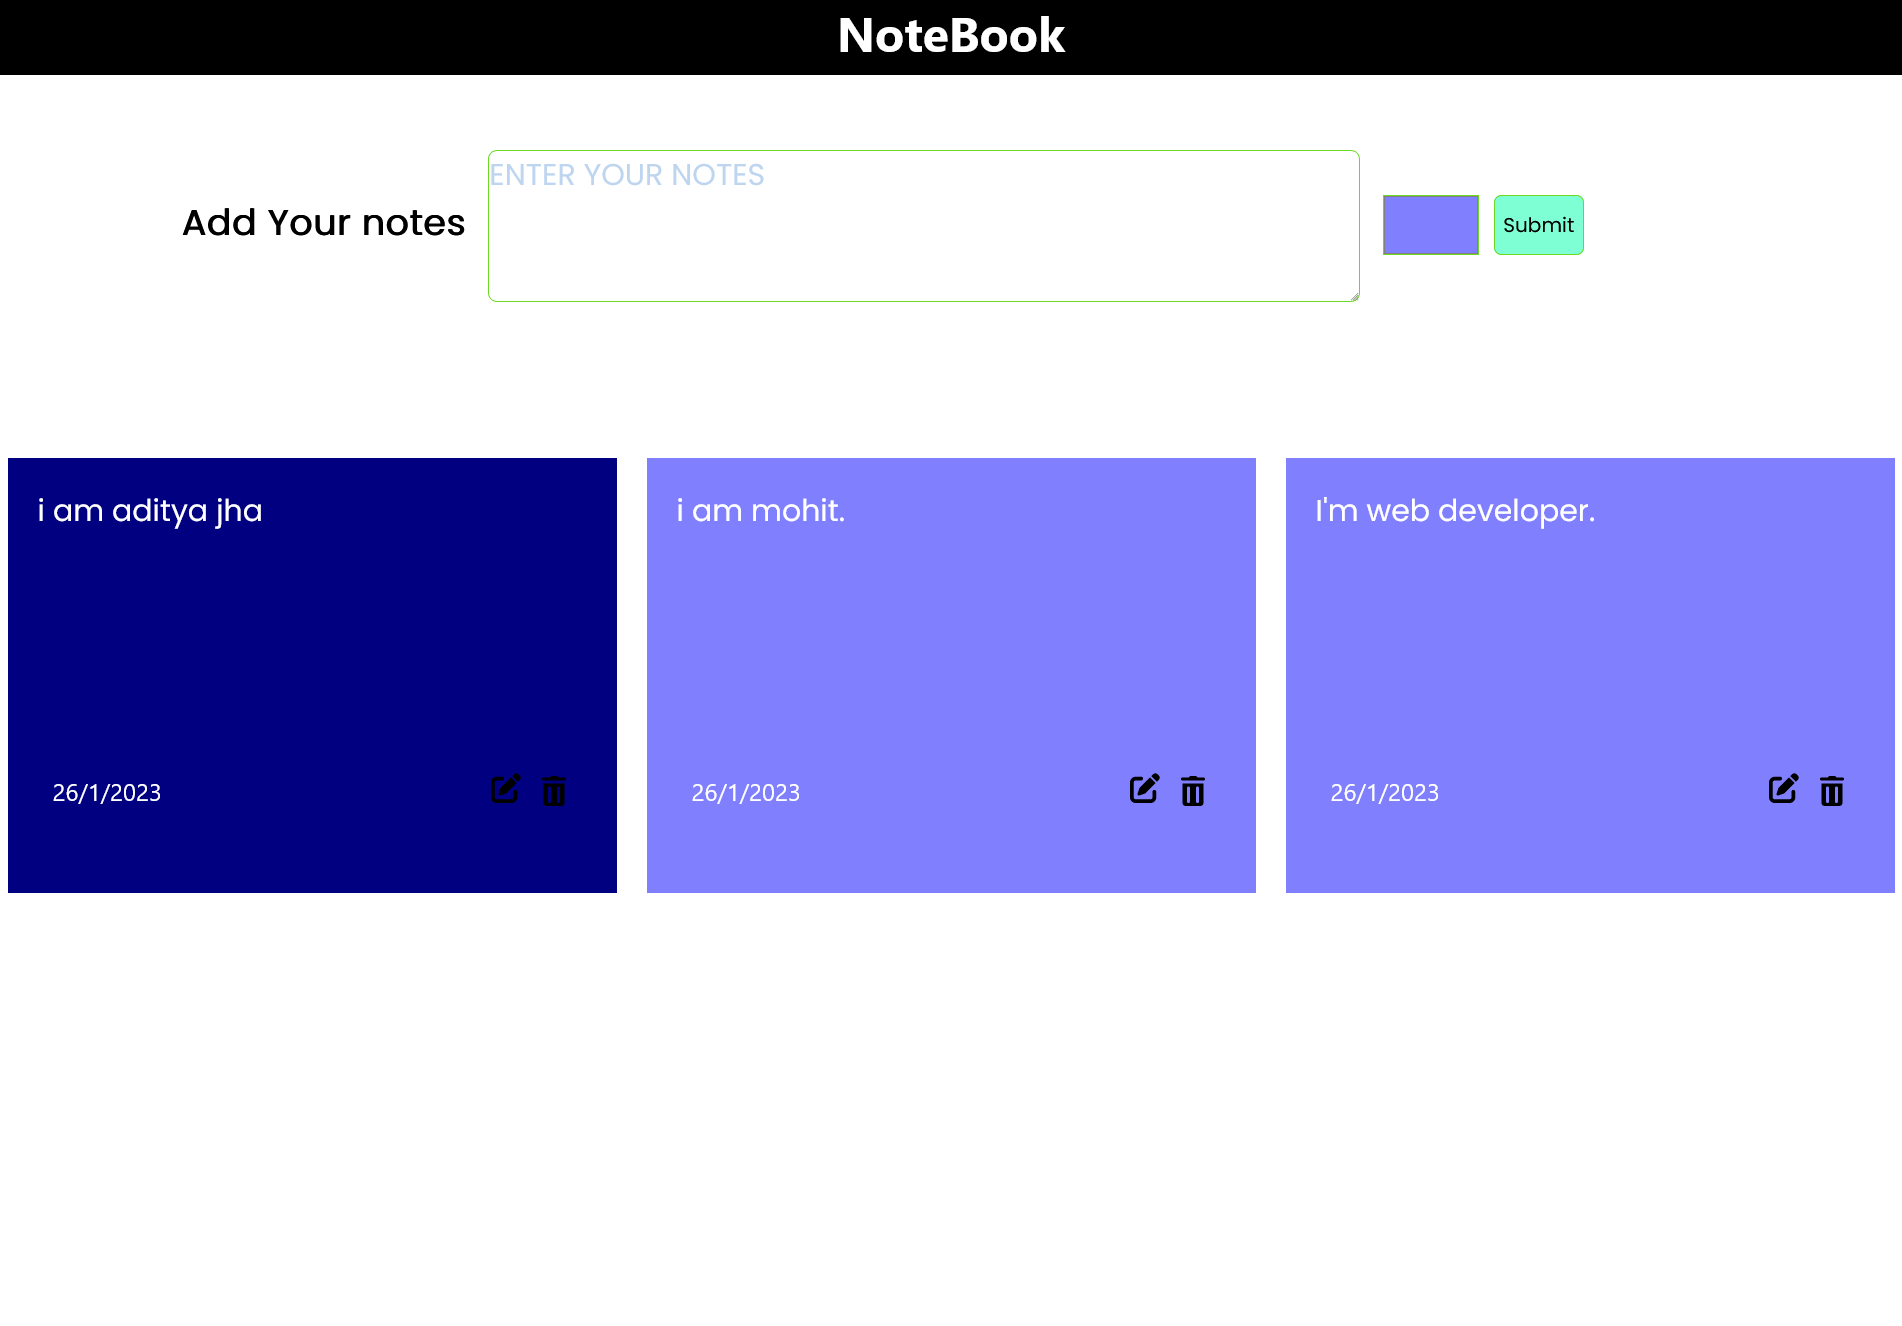 NoteBook
Add Your notes
ENTER YOUR NOTES
Submit
i am aditya jha
26/1/2023
i am mohit.
26/1/2023
I'm web developer.
26/1/2023